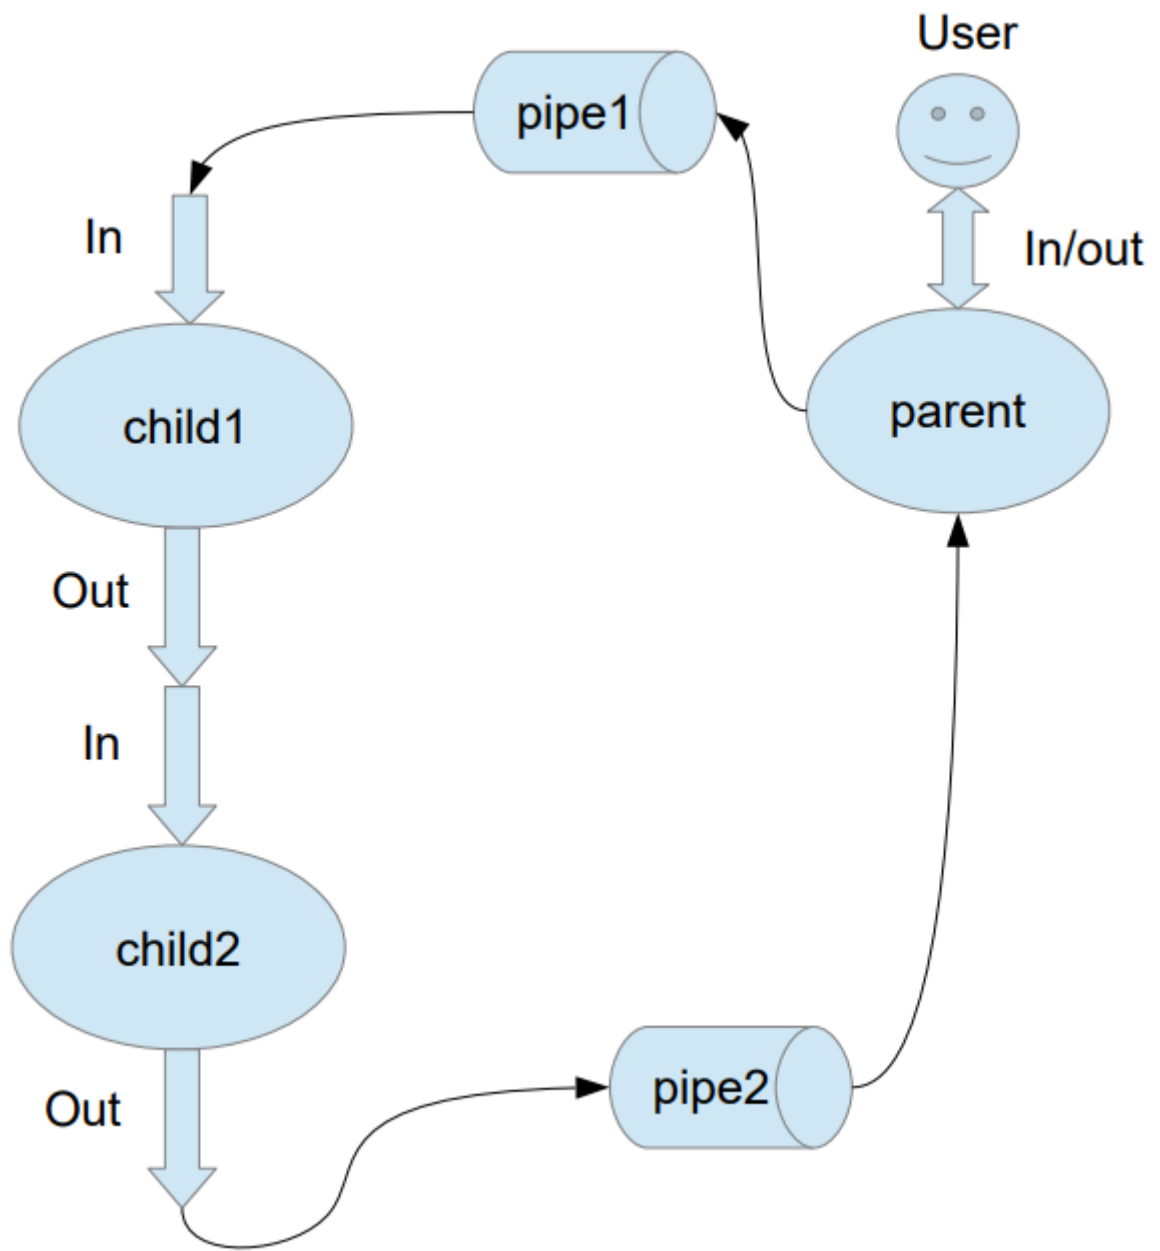 User
pipe1
In
In/out
child1
parent
Out
In
child2
pipe2
Out